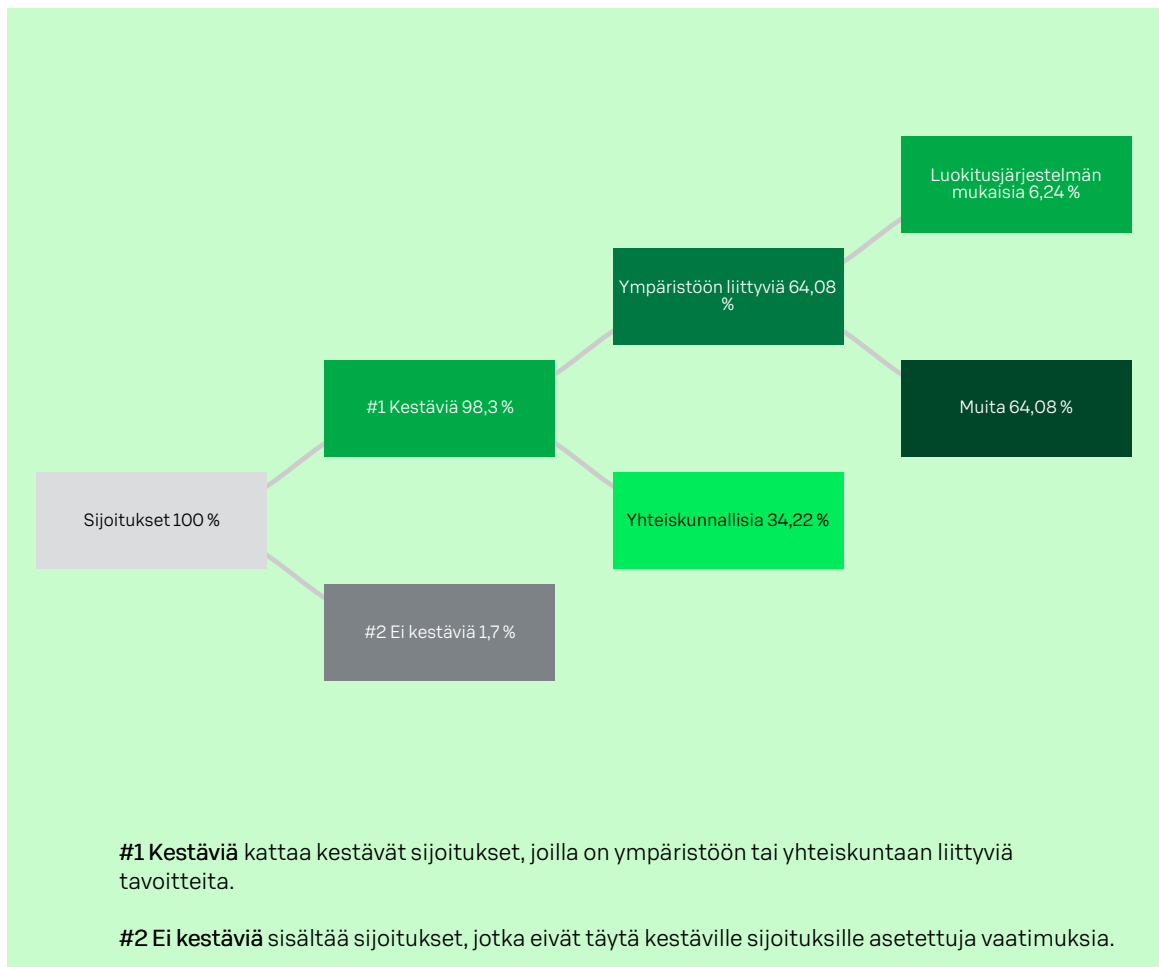 Luokitusjärjestelmän
mukaisia 6,24 %
Ympäristöön liittyviä 64,08
%
#1 Kestäviä 98,3 %
Muita 64,08 %
Sijoitukset 100 %
Yhteiskunnallisia 34,22 %
#2 Ei kestäviä 1,7 %
#1 Kestäviä kattaa kestävät sijoitukset, joilla on ympäristöön tai yhteiskuntaan liittyviä
tavoitteita.
#2 Ei kestäviä sisältää sijoitukset, jotka eivät täytä kestäville sijoituksille asetettuja vaatimuksia.